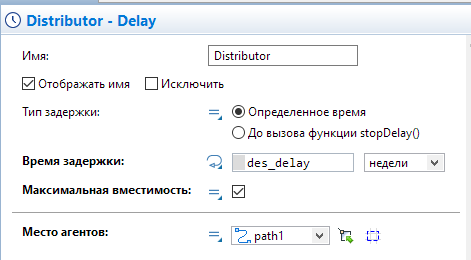 Distributor - Delay
Имя: Distributor
Отображать имя Исключить
Тип задержки: Определенное время
До вызова функции stopDelay()
Время задержки: des_delay недели
Максимальная вместимость:
Место агентов: path1